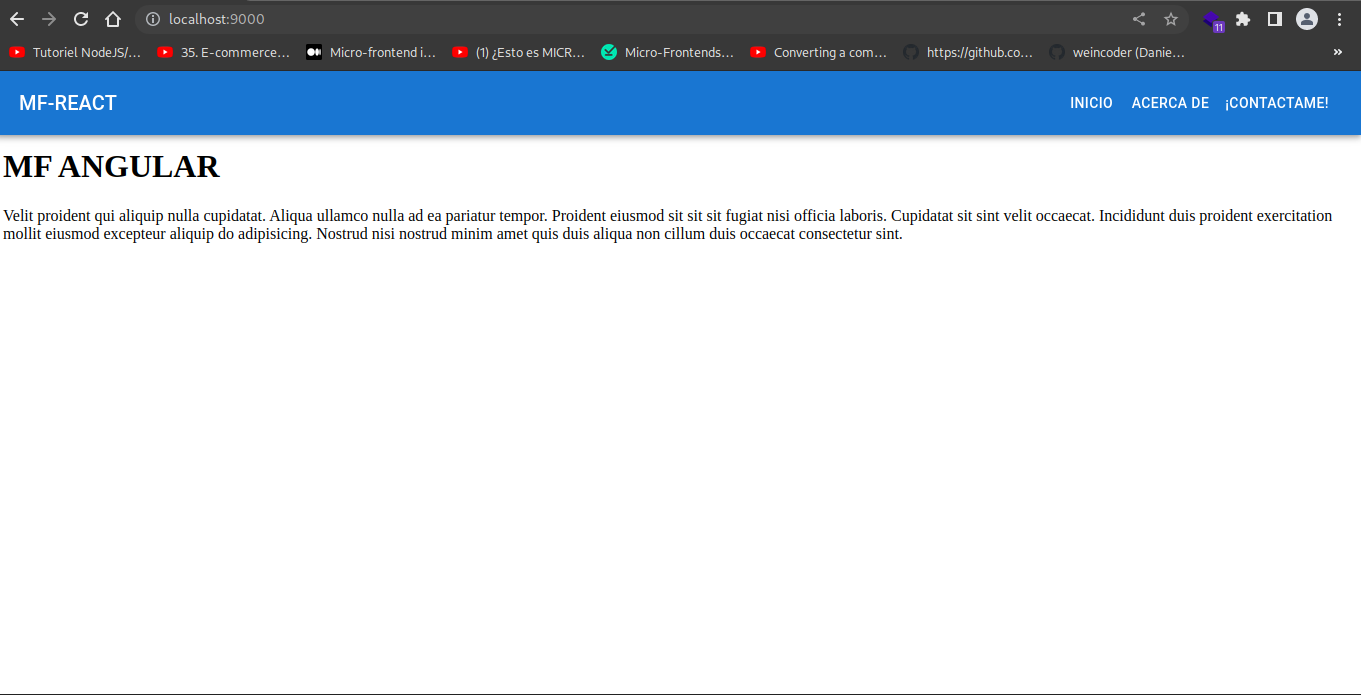 localhost:9000
11
Tutoriel NodeJS/... 35. E-commerce... Micro-frontend i... (1) ¿Esto es MICR... Micro-Frontends... Converting a com... https://github.co... weincoder (Danie... »
MF-REACT INICIO ACERCA DE ¡CONTACTAME!
MF ANGULAR
Velit proident qui aliquip nulla cupidatat. Aliqua ullamco nulla ad ea pariatur tempor. Proident eiusmod sit sit sit fugiat nisi officia laboris. Cupidatat sit sint velit occaecat. Incididunt duis proident exercitation
mollit eiusmod excepteur aliquip do adipisicing. Nostrud nisi nostrud minim amet quis duis aliqua non cillum duis occaecat consectetur sint.